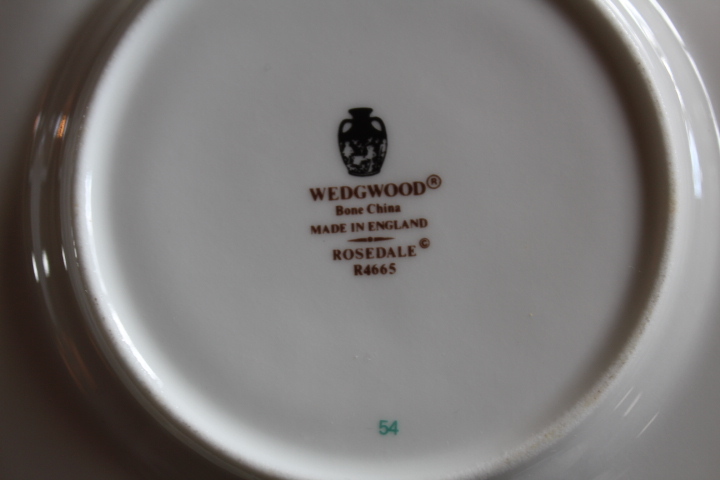 WEDGWOOD®
Bone China
MADE IN ENGLAND
ROSEDALE©
R4665
54